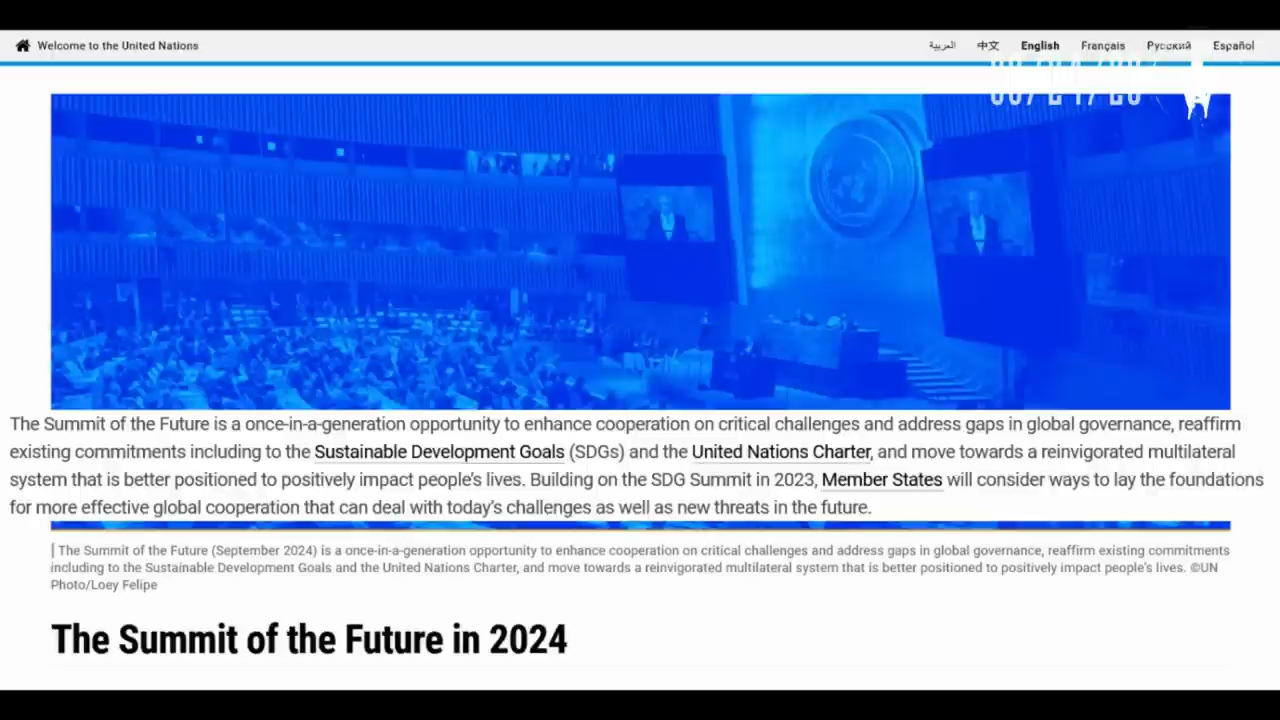 Welcome to the United Nations
العربية 中文 English Français Русский Español
The Summit of the Future is a once-in-a-generation opportunity to enhance cooperation on critical challenges and address gaps in global governance, reaffirm
existing commitments including to the Sustainable Development Goals (SDGs) and the United Nations Charter, and move towards a reinvigorated multilateral
system that is better positioned to positively impact people's lives. Building on the SDG Summit in 2023, Member States will consider ways to lay the foundations
for more effective global cooperation that can deal with today's challenges as well as new threats in the future.
| The Summit of the Future (September 2024) is a once-in-a-generation opportunity to enhance cooperation on critical challenges and address gaps in global governance, reaffirm existing commitments
including to the Sustainable Development Goals and the United Nations Charter, and move towards a reinvigorated multilateral system that is better positioned to positively impact people's lives. ©UN
Photo/Loey Felipe
The Summit of the Future in 2024